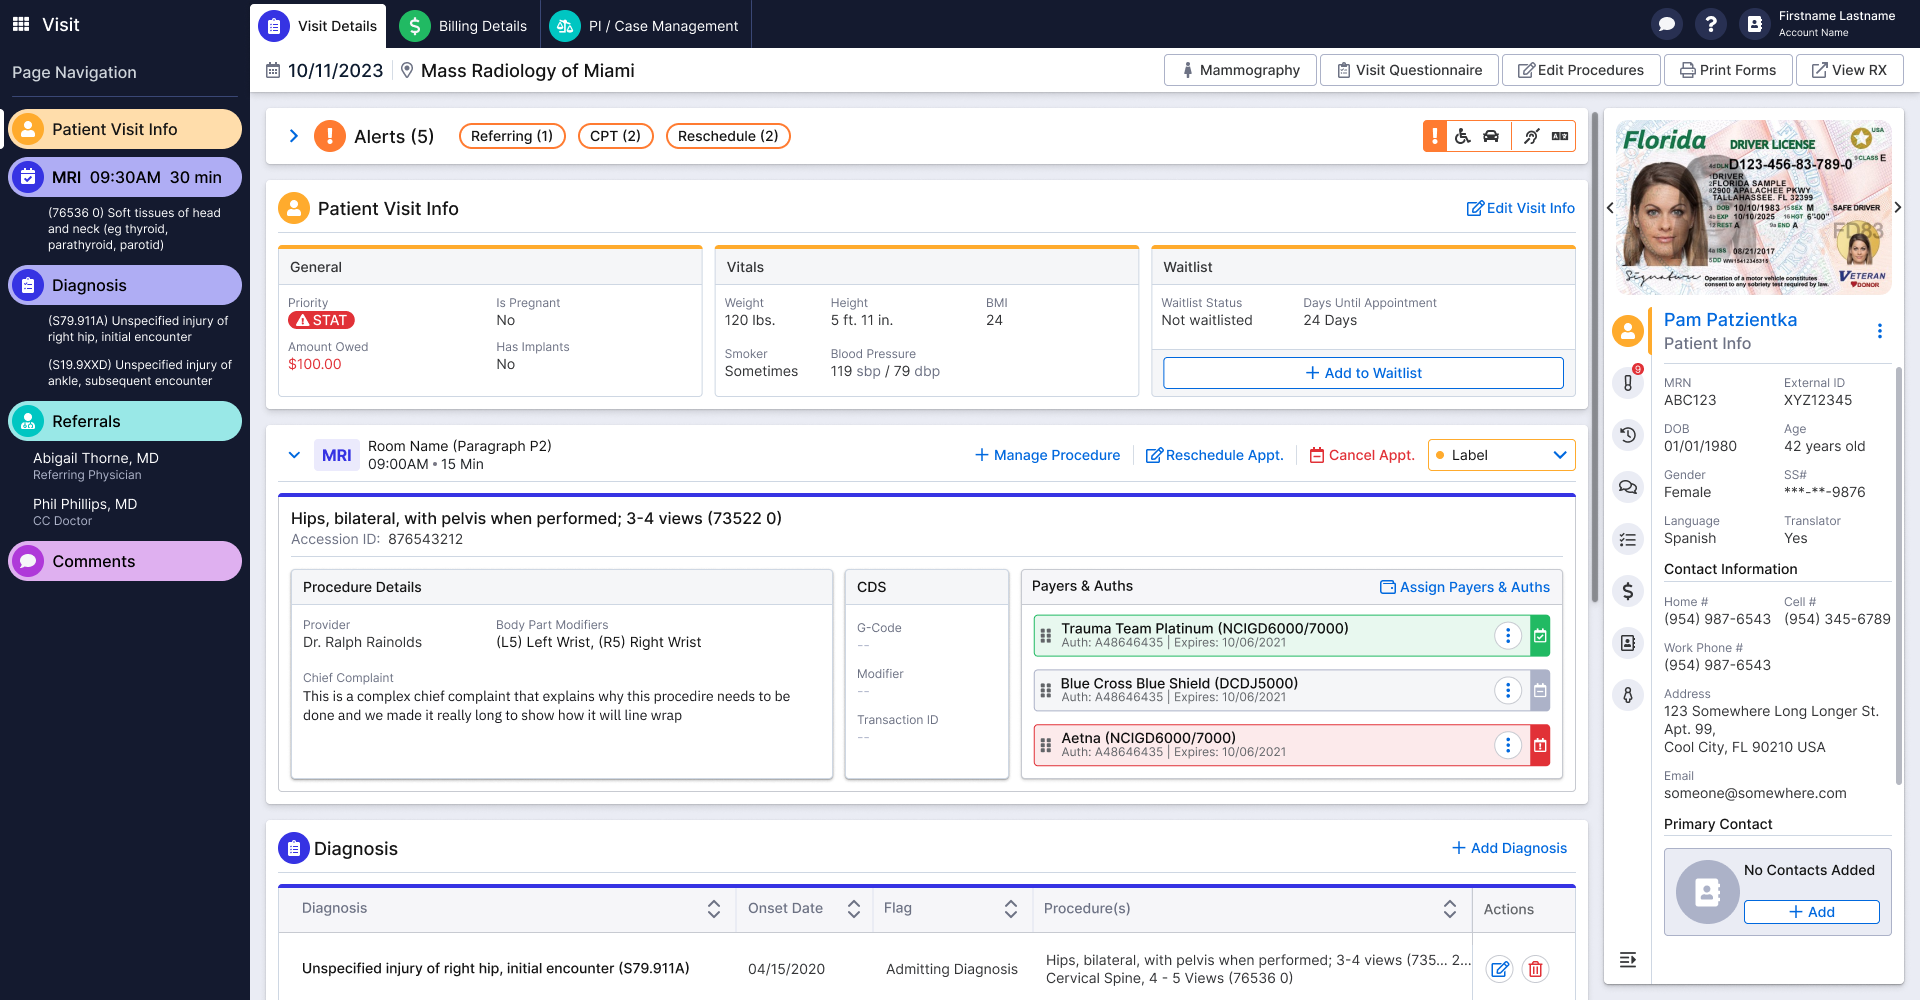 Visit
Visit Details
Billing Details
PI / Case Management
?
Firstname Lastname
Account Name
Page Navigation
Patient Visit Info
MRI 09:30AM 30 min
(76536 0) Soft tissues of head
and neck (eg thyroid,
parathyroid, parotid)
Diagnosis
(S79.911A) Unspecified injury of
right hip, initial encounter
(S19.9XXD) Unspecified injury of
ankle, subsequent encounter
Referrals
Abigail Thorne, MD
Referring Physician
Phil Phillips, MD
CC Doctor
Comments
10/11/2023
Mass Radiology of Miami
Mammography
Visit Questionnaire
Edit Procedures
Print Forms
View RX
Alerts (5)
Referring (1)
CPT (2)
Reschedule (2)
Patient Visit Info
Edit Visit Info
General
Priority
STAT
Is Pregnant
No
Amount Owed
$100.00
Has Implants
No
Vitals
Weight
120 lbs.
Height
5 ft. 11 in.
BMI
24
Smoker
Sometimes
Blood Pressure
119 sbp / 79 dbp
Waitlist
Waitlist Status
Not waitlisted
Days Until Appointment
24 Days
+ Add to Waitlist
MRI
Room Name (Paragraph P2)
09:00AM • 15 Min
+ Manage Procedure
Reschedule Appt.
Cancel Appt.
Label
Hips, bilateral, with pelvis when performed; 3-4 views (73522 0)
Accession ID: 876543212
Procedure Details
Provider
Dr. Ralph Rainolds
Body Part Modifiers
(L5) Left Wrist, (R5) Right Wrist
Chief Complaint
This is a complex chief complaint that explains why this procedire needs to be
done and we made it really long to show how it will line wrap
CDS
G-Code
--
Modifier
--
Transaction ID
--
Payers & Auths
Assign Payers & Auths
Trauma Team Platinum (NCIGD6000/7000)
Auth: A48646435 | Expires: 10/06/2021
Blue Cross Blue Shield (DCDJ5000)
Auth: A48646435 | Expires: 10/06/2021
Aetna (NCIGD6000/7000)
Auth: A48646435 | Expires: 10/06/2021
Diagnosis
+ Add Diagnosis
Diagnosis
Onset Date
Flag
Procedure(s)
Actions
Unspecified injury of right hip, initial encounter (S79.911A)
04/15/2020
Admitting Diagnosis
Hips, bilateral, with pelvis when performed; 3-4 views (735... 2...
Cervical Spine, 4 - 5 Views (76536 0)
Florida
USA
DRIVER LICENSE
D123-456-83-789-0
CLASS E
DRIVER
FLORIDA SAMPLE
2900 APALACHEE PKWY
TALLAHASSEE, FL 32399
DOB 10/10/1983 SEX M
EXP 10/10/2025 HGT 6'-00"
REST A END A
SAFE DRIVER
FD83
ISS 08/21/2017
Signature
Operation of a motor vehicle constitutes
consent to any sobriety test required by law.
VETERAN
DONOR
Pam Patzientka
Patient Info
9
MRN
ABC123
External ID
XYZ12345
DOB
01/01/1980
Age
42 years old
Gender
Female
SS#
***-**-9876
Language
Spanish
Translator
Yes
Contact Information
Home #
(954) 987-6543
Cell #
(954) 345-6789
Work Phone #
(954) 987-6543
Address
123 Somewhere Long Longer St.
Apt. 99,
Cool City, FL 90210 USA
Email
someone@somewhere.com
Primary Contact
No Contacts Added
+ Add